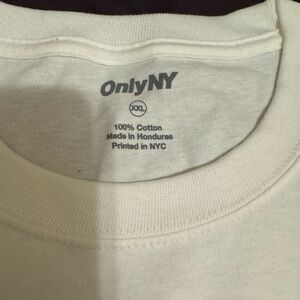 OnlyNY
XXL
100% Cotton
Made in Honduras
Printed in NYC